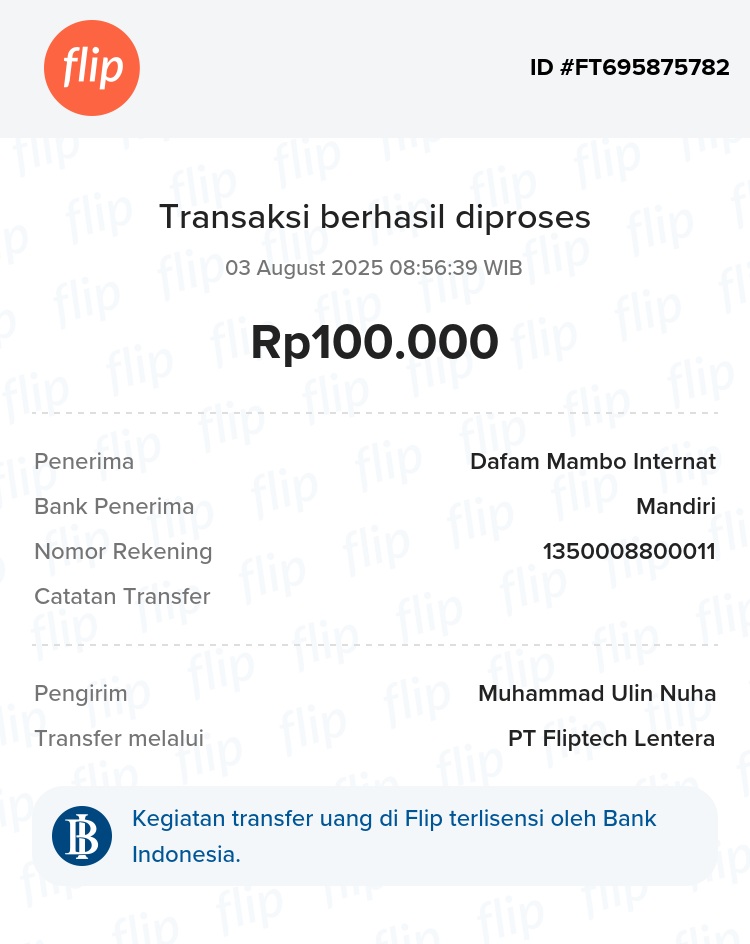 flip
ID #FT695875782
Transaksi berhasil diproses
03 August 2025 08:56:39 WIB
Rp100.000
Penerima Dafam Mambo Internat
Bank Penerima Mandiri
Nomor Rekening 1350008800011
Catatan Transfer
Pengirim Muhammad Ulin Nuha
Transfer melalui PT Fliptech Lentera
Kegiatan transfer uang di Flip terlisensi oleh Bank
Indonesia.